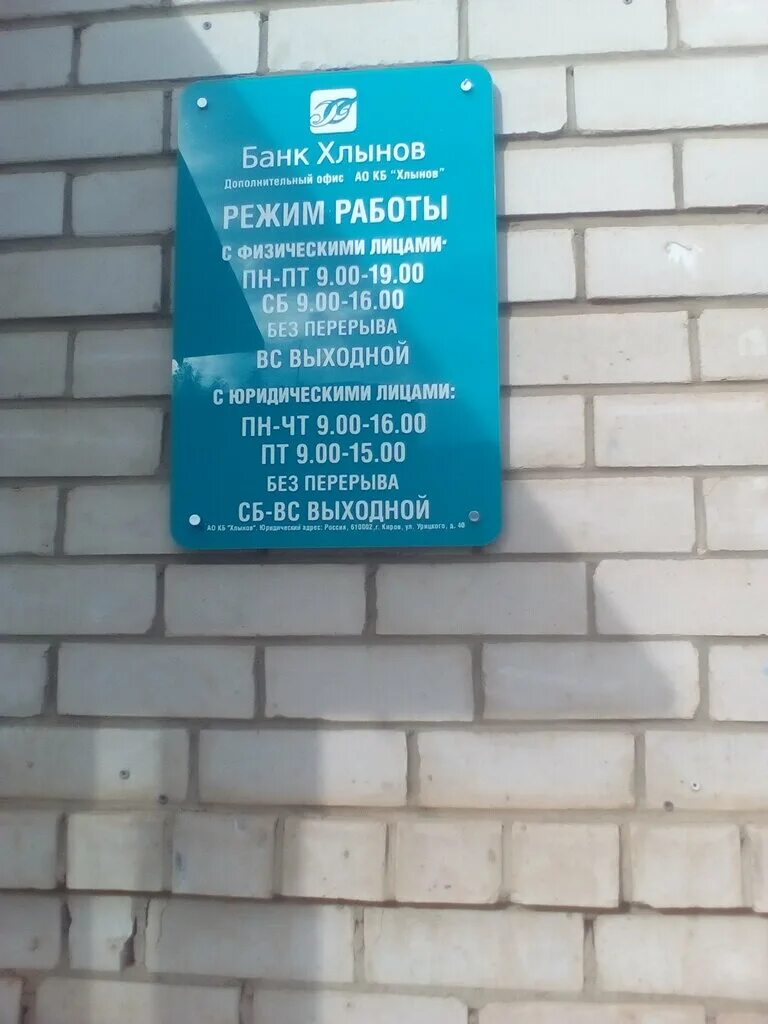 Банк Хлынов
Дополнительный офис АО КБ "Хлынов"
РЕЖИМ РАБОТЫ
С ФИЗИЧЕСКИМИ ЛИЦАМИ:
ПН-ПТ 9.00-19.00
СБ 9.00-16.00
БЕЗ ПЕРЕРЫВА
ВС ВЫХОДНОЙ
С ЮРИДИЧЕСКИМИ ЛИЦАМИ:
ПН-ЧТ 9.00-16.00
ПТ 9.00-15.00
БЕЗ ПЕРЕРЫВА
СБ-ВС ВЫХОДНОЙ
АО КБ "Хлынов". Юридический адрес: Россия, 610002, г. Киров, ул. Урицкого, д. 40